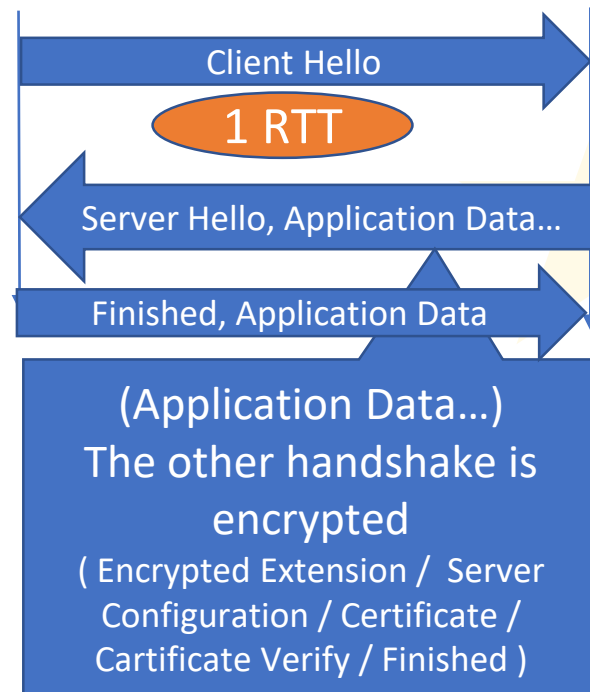 Client Hello
1 RTT
Server Hello, Application Data…
Finished, Application Data
(Application Data…)
The other handshake is
encrypted
( Encrypted Extension / Server
Configuration / Certificate /
Cartificate Verify / Finished )